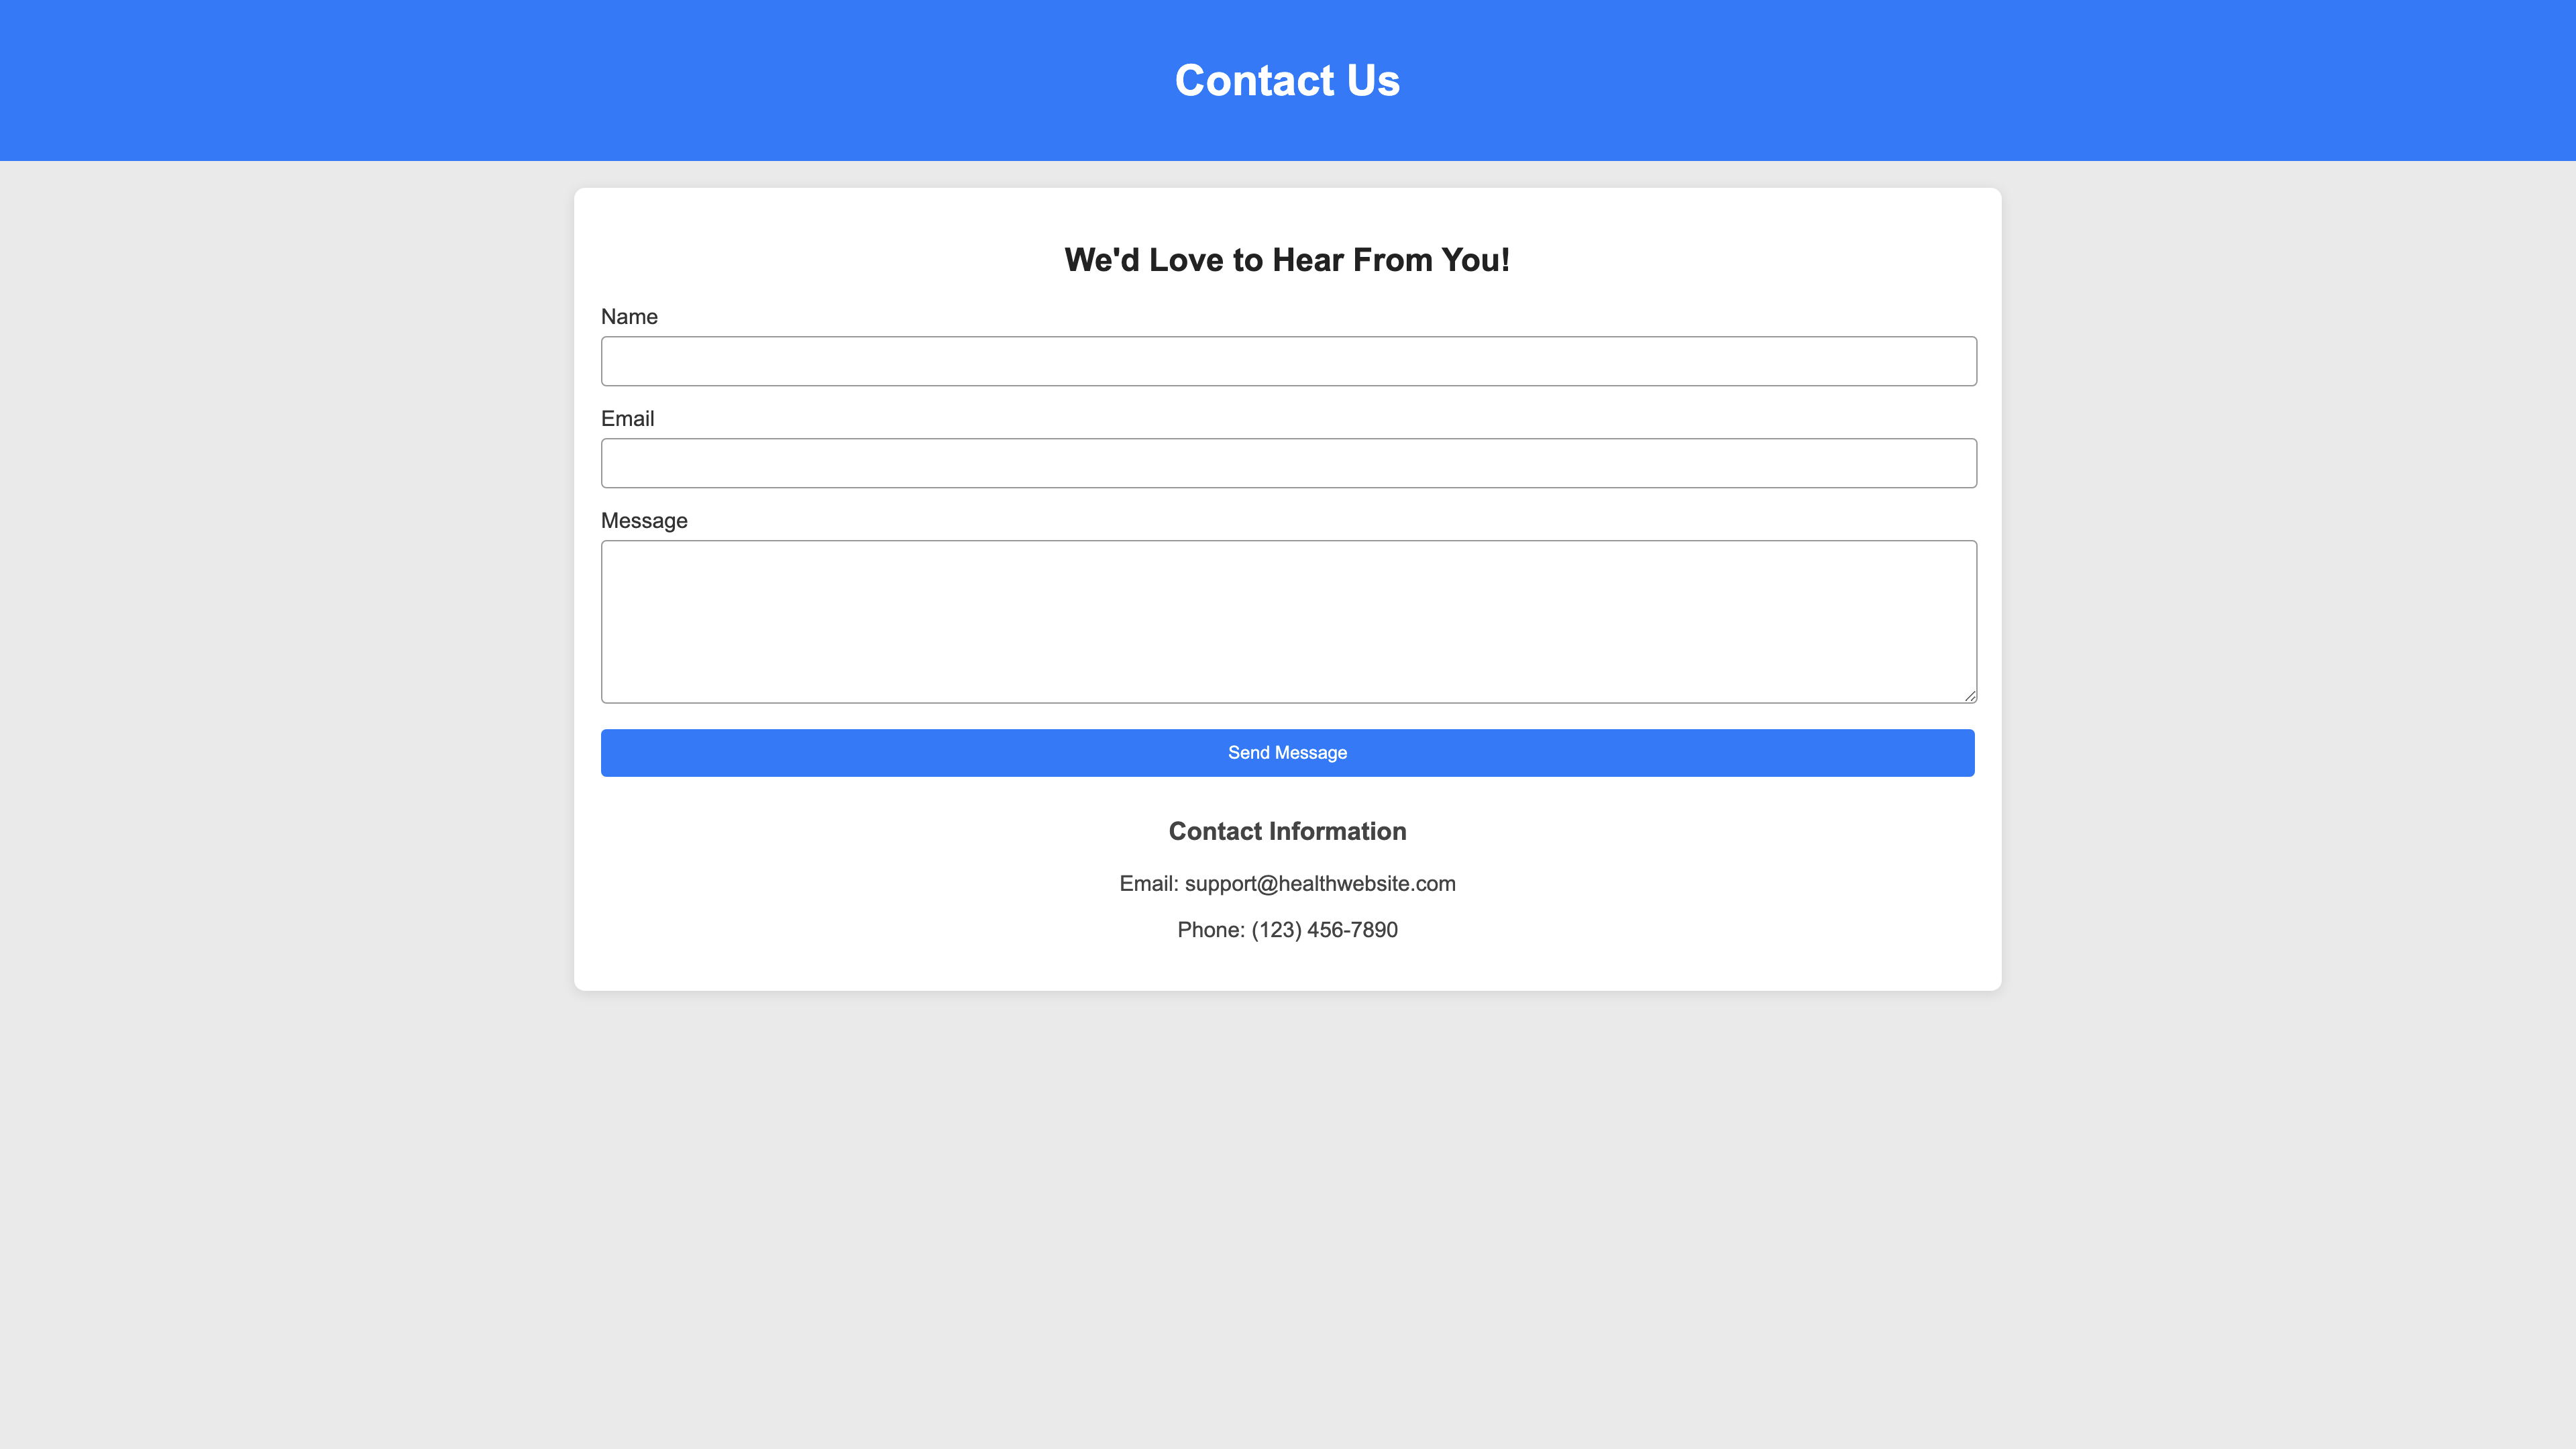 Contact Us
We'd Love to Hear From You!
Name
Email
Message
Send Message
Contact Information
Email: support@healthwebsite.com
Phone: (123) 456-7890